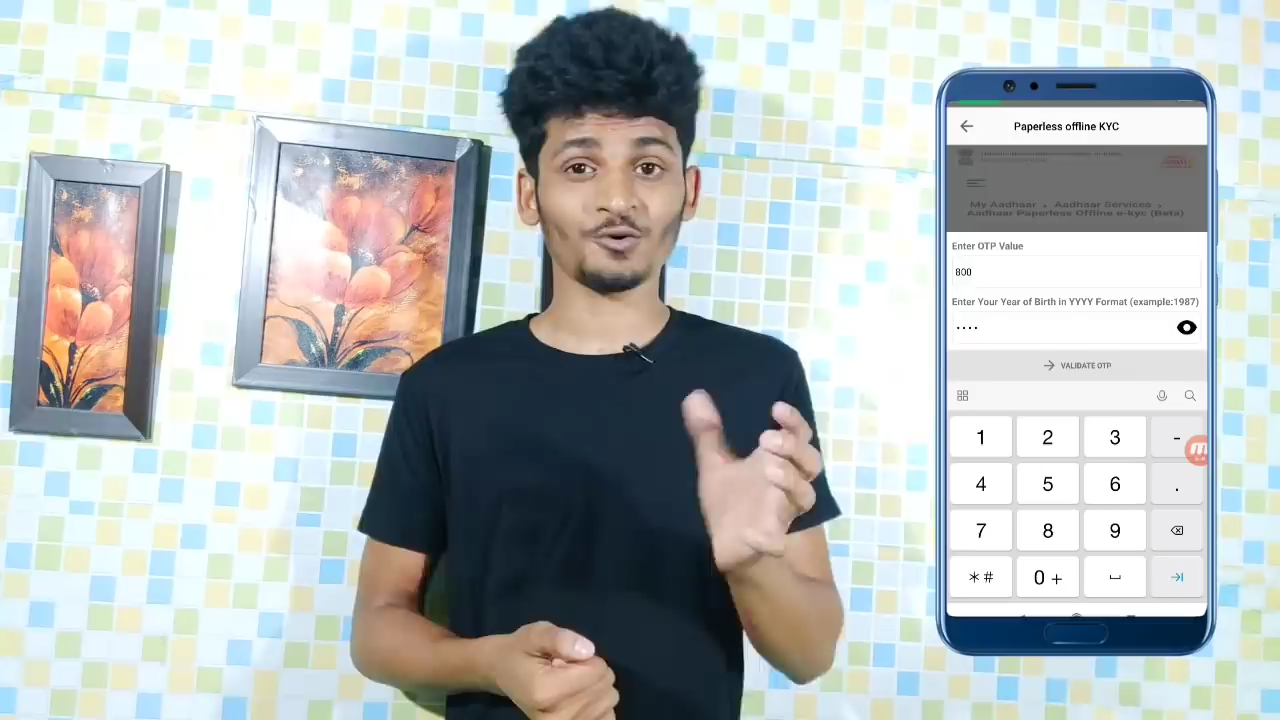 Paperless offline KYC
My Aadhaar > Aadhaar Services >
Aadhaar Paperless Offline e-kyc (Beta)
Enter OTP Value
800
Enter Your Year of Birth in YYYY Format (example:1987)
····
→ VALIDATE OTP
1 2 3 -
4 5 6 .
7 8 9
*# 0 +